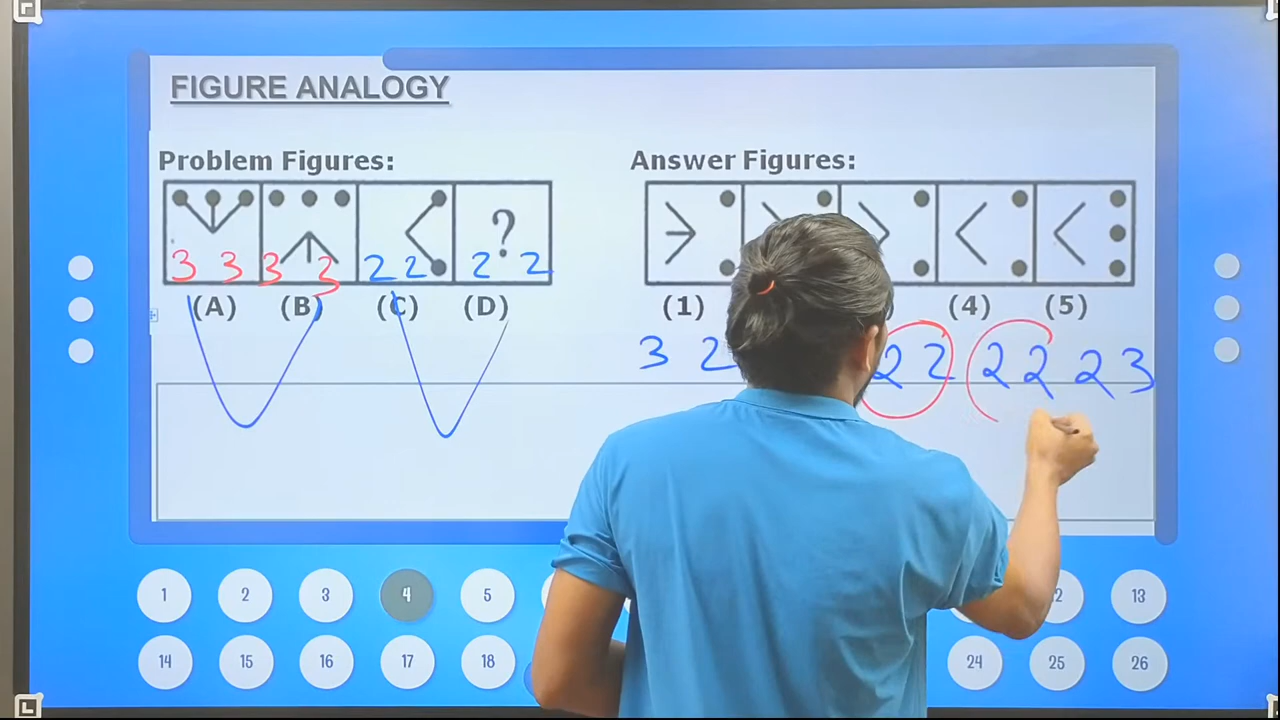 FIGURE ANALOGY
Problem Figures: Answer Figures:
?
3 3 3 3 2 2 2 2
(A) (B) (C) (D) (1) (4) (5)
3 2 2 2 2 2 2 3
1 2 3 4 5 13
14 15 16 17 18 24 25 26